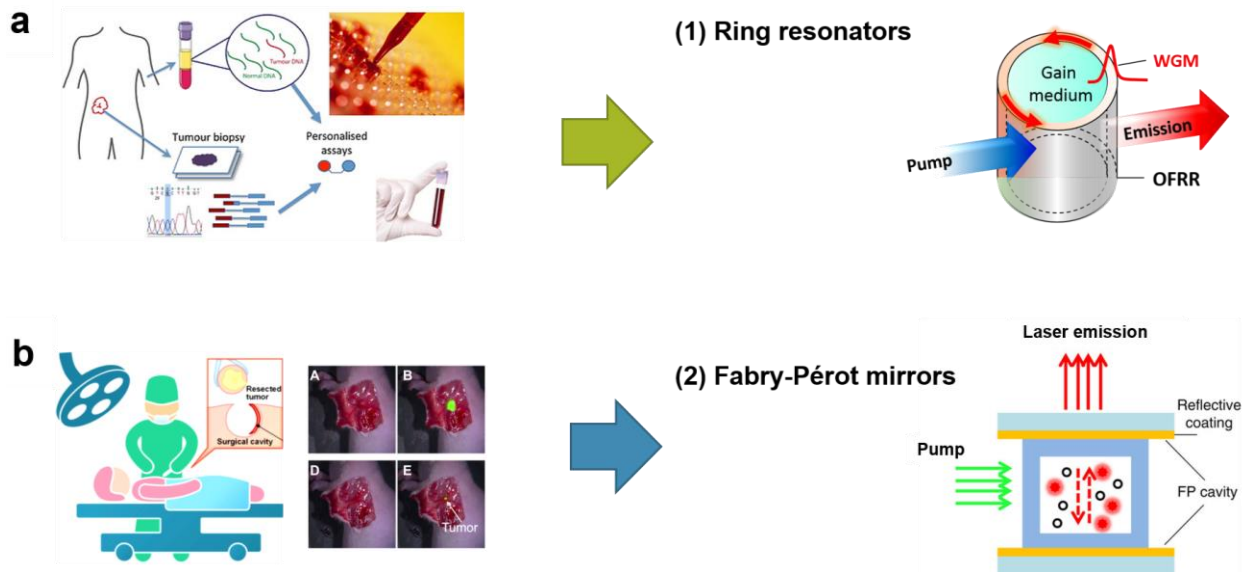 a
Tumour DNA
Normal DNA
Tumour biopsy
Personalised
assays
(1) Ring resonators
Gain
medium
WGM
Pump
Emission
OFRR
b
Resected
tumor
Surgical cavity
A
B
D
E
Tumor
(2) Fabry-Pérot mirrors
Laser emission
Pump
Reflective
coating
FP cavity